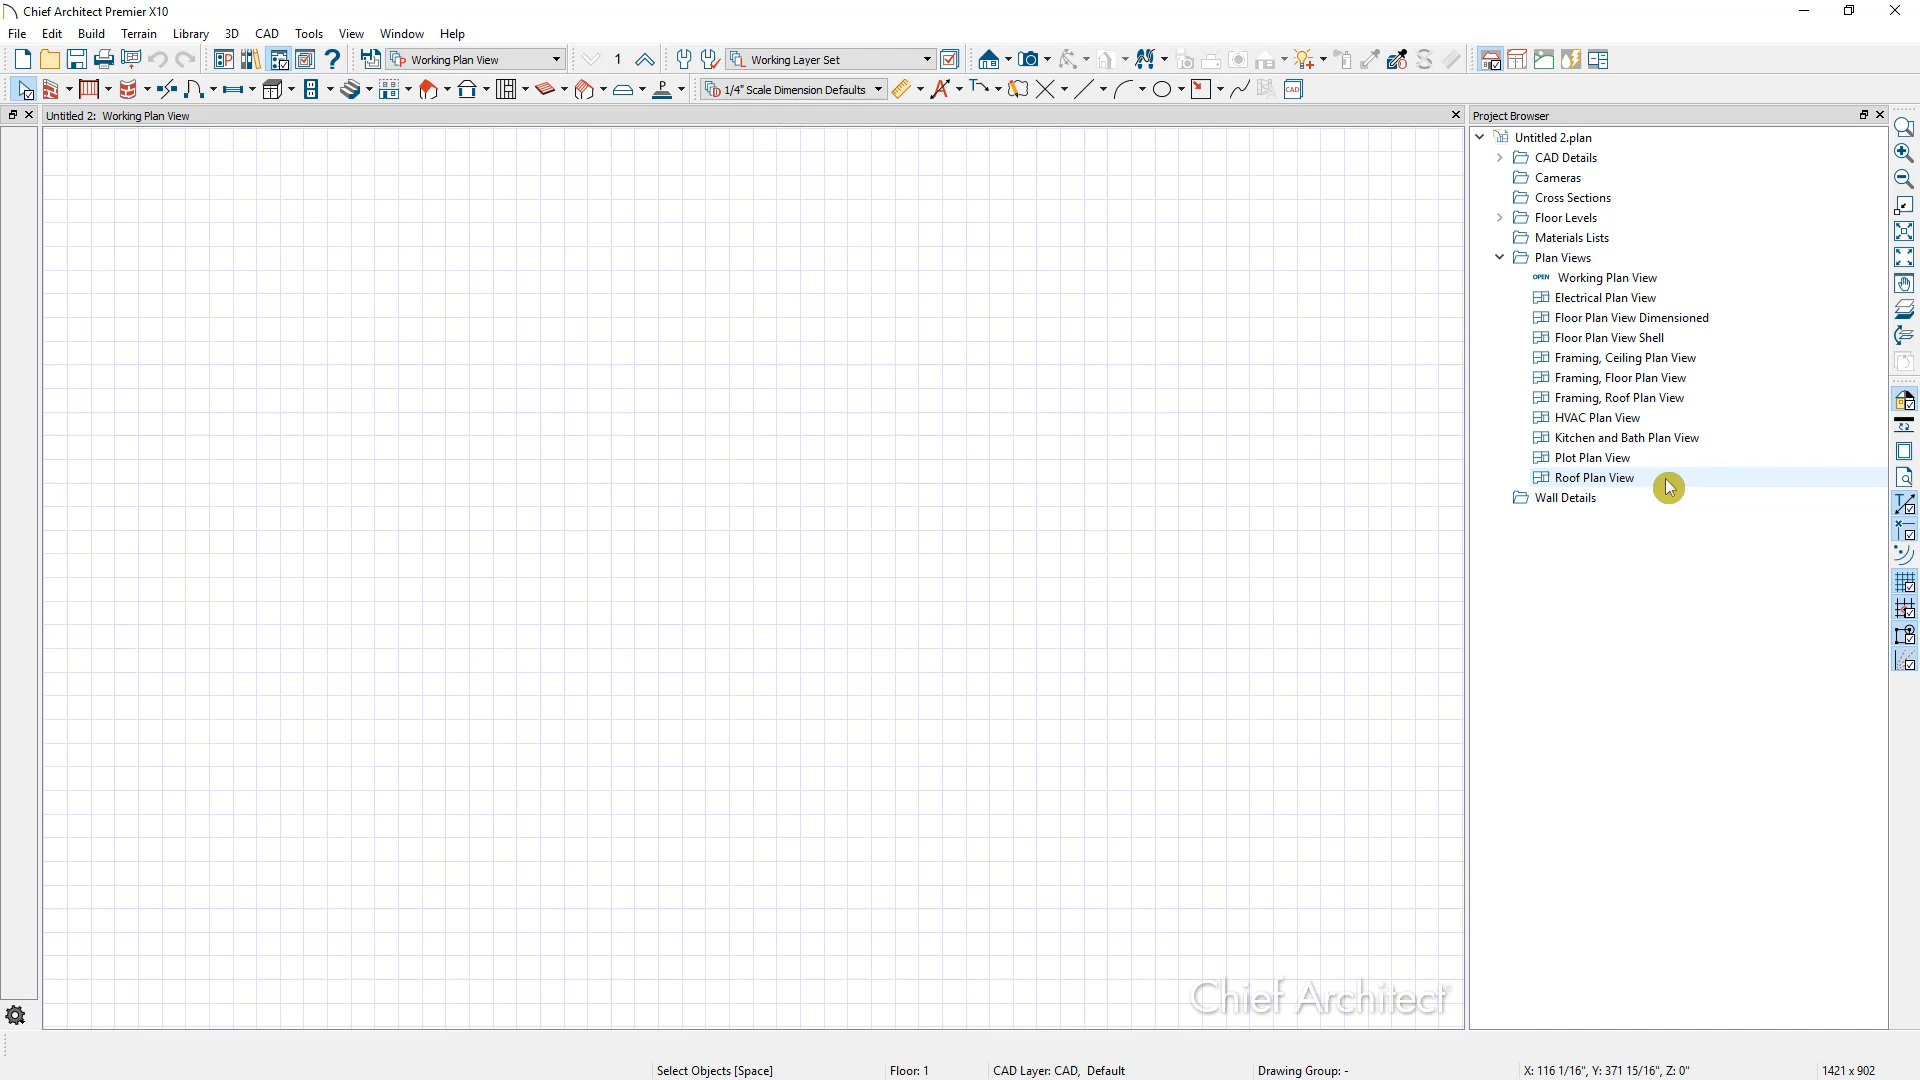 Chief Architect Premier X10
File Edit Build Terrain Library 3D CAD Tools View Window Help
Working Plan View 1 Working Layer Set
1/4" Scale Dimension Defaults CAD
Untitled 2: Working Plan View
Project Browser
Untitled 2.plan
CAD Details
Cameras
Cross Sections
Floor Levels
Materials Lists
Plan Views
OPEN Working Plan View
Electrical Plan View
Floor Plan View Dimensioned
Floor Plan View Shell
Framing, Ceiling Plan View
Framing, Floor Plan View
Framing, Roof Plan View
HVAC Plan View
Kitchen and Bath Plan View
Plot Plan View
Roof Plan View
Wall Details
Chief Architect
Select Objects [Space] Floor: 1 CAD Layer: CAD, Default Drawing Group: - X: 116 1/16", Y: 371 15/16", Z: 0" 1421 x 902